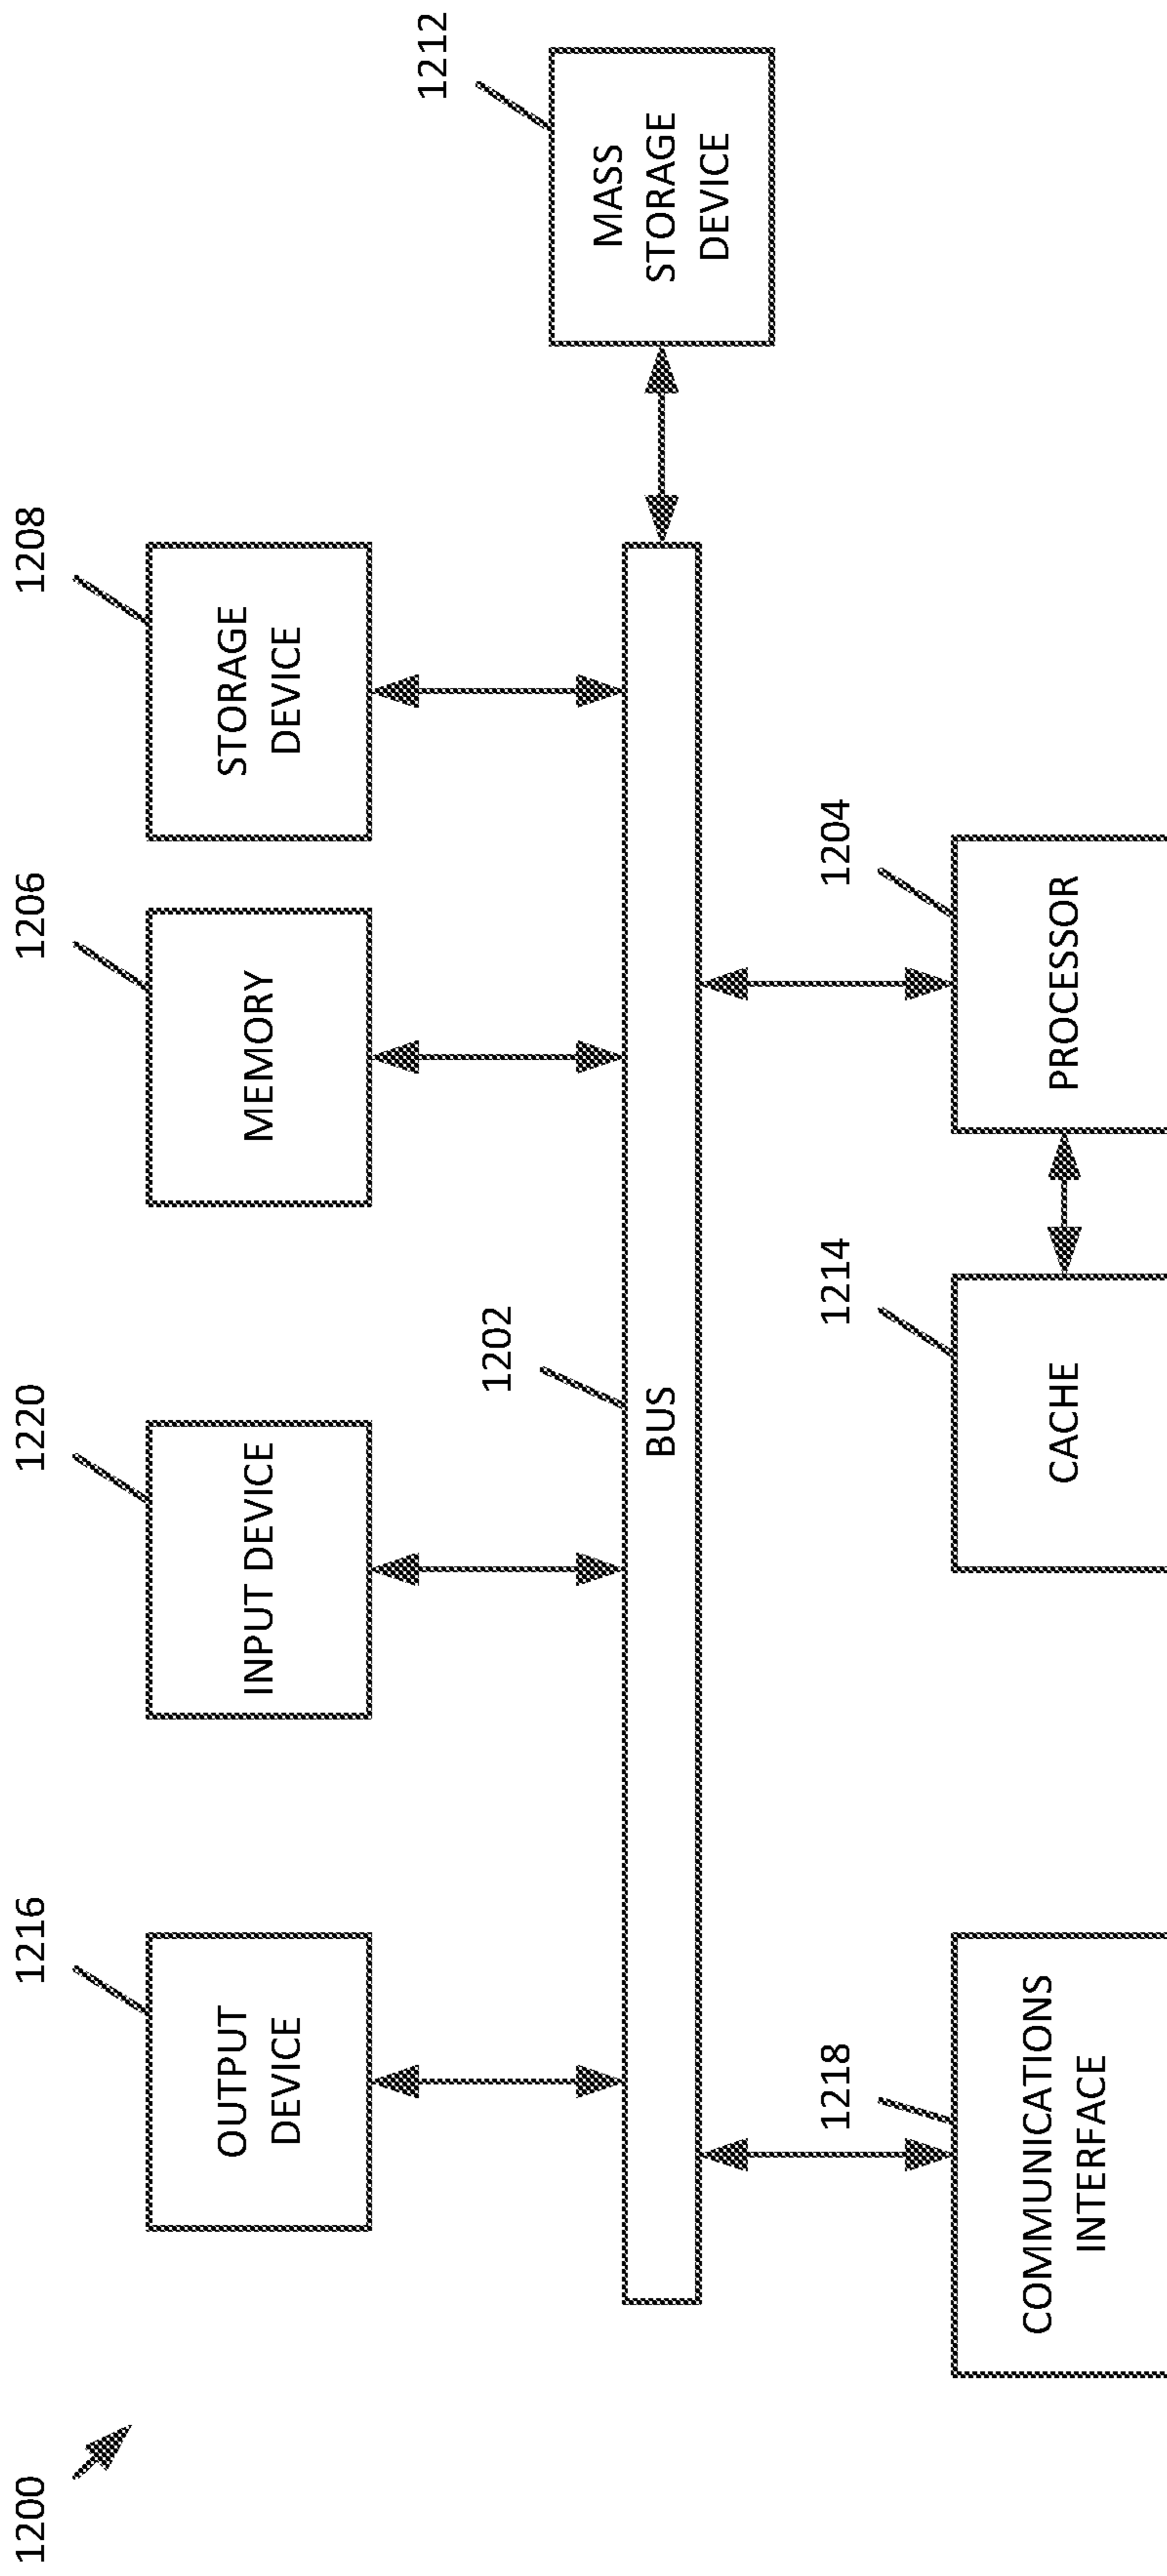 1200
1216
OUTPUT
DEVICE
1220
INPUT DEVICE
1206
MEMORY
1208
STORAGE
DEVICE
1212
MASS
STORAGE
DEVICE
1202
BUS
1218
COMMUNICATIONS
INTERFACE
1214
CACHE
1204
PROCESSOR